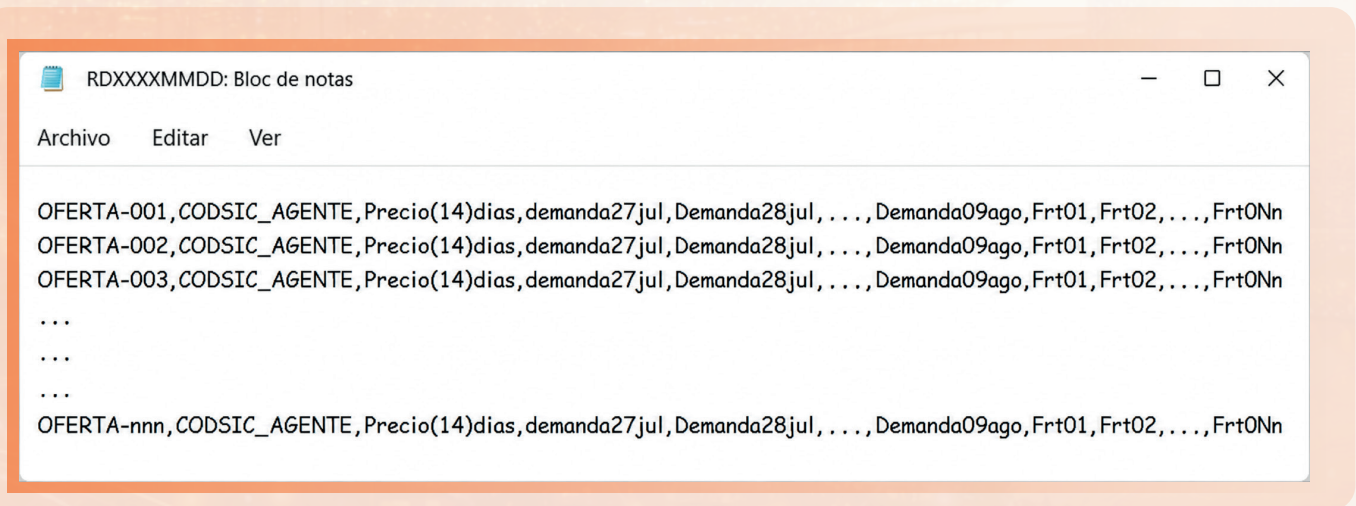 RDXXXXMMDD: Bloc de notas
Archivo Editar Ver
OFERTA-001,CODSIC_AGENTE,Precio(14)dias,demanda27jul,Demanda28jul,...,Demanda09ago,Frt01,Frt02,...,Frt0Nn
OFERTA-002,CODSIC_AGENTE,Precio(14)dias,demanda27jul,Demanda28jul,...,Demanda09ago,Frt01,Frt02,...,Frt0Nn
OFERTA-003,CODSIC_AGENTE,Precio(14)dias,demanda27jul,Demanda28jul,...,Demanda09ago,Frt01,Frt02,...,Frt0Nn
...
...
...
OFERTA-nnn,CODSIC_AGENTE,Precio(14)dias,demanda27jul,Demanda28jul,...,Demanda09ago,Frt01,Frt02,...,Frt0Nn